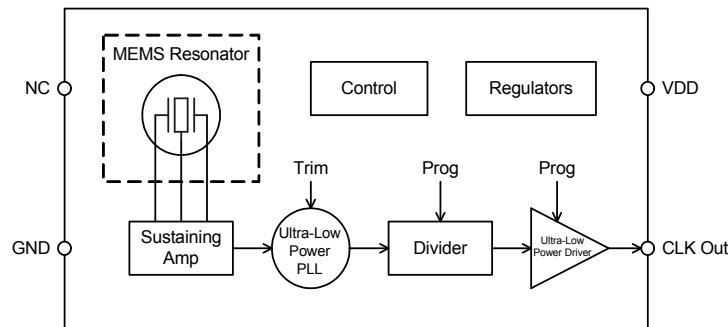 MEMS Resonator
NC
Control
Regulators
VDD
Trim
Prog
Prog
GND
Sustaining
Amp
Ultra-Low
Power
PLL
Divider
Ultra-Low
Power Driver
CLK Out